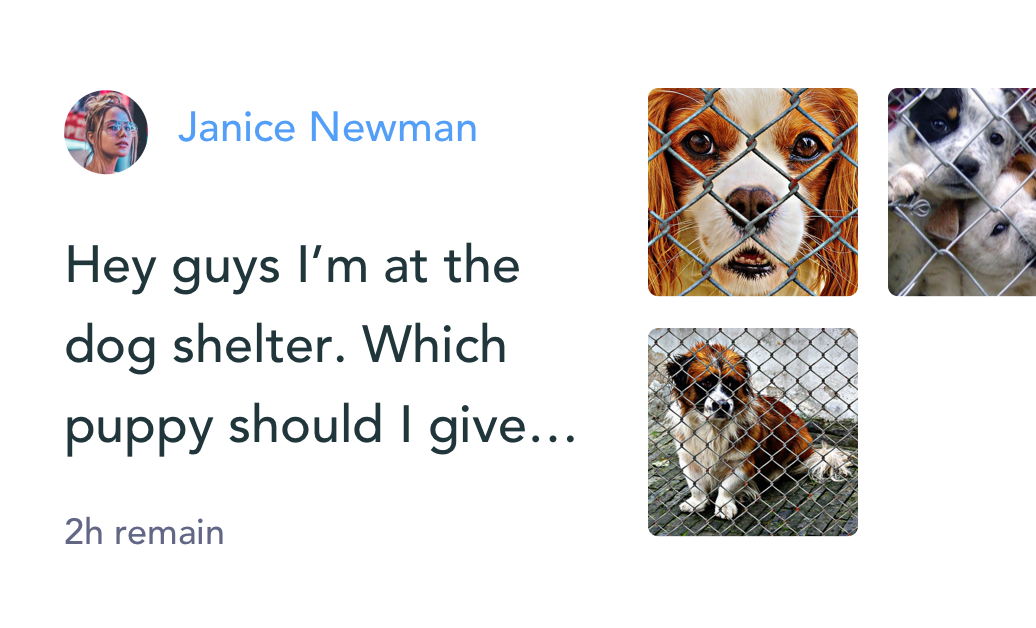 Janice Newman
Hey guys I’m at the
dog shelter. Which
puppy should I give…
2h remain